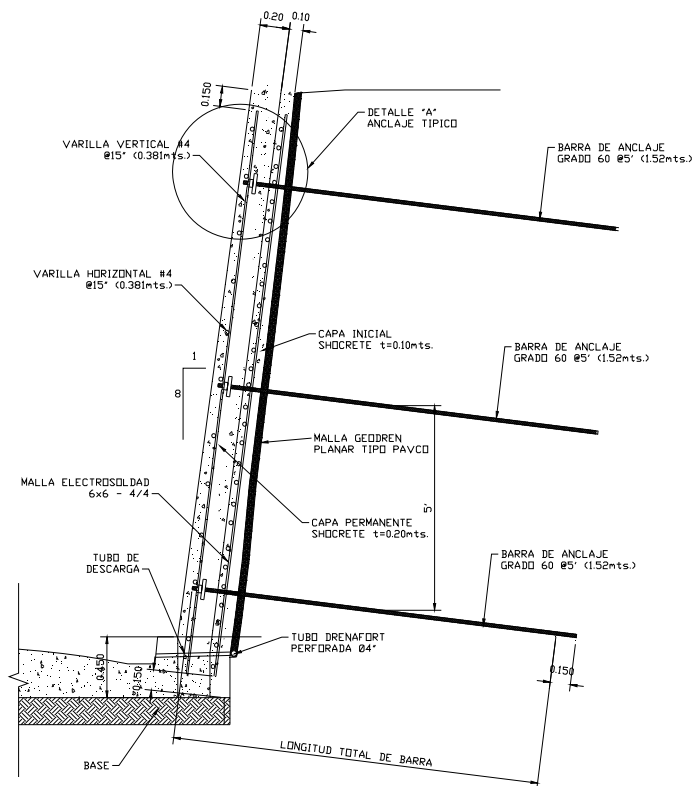 0.20
0.10
0.150
DETALLE "A"
ANCLAJE TIPICO
VARILLA VERTICAL #4
@15" (0.381mts.)
BARRA DE ANCLAJE
GRADO 60 @5' (1.52mts.)
VARILLA HORIZONTAL #4
@15" (0.381mts.)
CAPA INICIAL
SHOCRETE t=0.10mts.
1
8
BARRA DE ANCLAJE
GRADO 60 @5' (1.52mts.)
MALLA GEODREN
PLANAR TIPO PAVCO
MALLA ELECTROSOLDAD
6x6 - 4/4
5'
CAPA PERMANENTE
SHOCRETE t=0.20mts.
TUBO DE
DESCARGA
BARRA DE ANCLAJE
GRADO 60 @5' (1.52mts.)
TUBO DRENAFORT
PERFORADA Ø4"
0.450
0.150
0.150
LONGITUD TOTAL DE BARRA
BASE